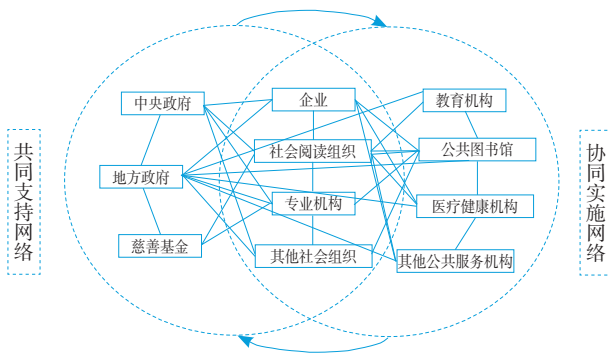 共同支持网络
中央政府
地方政府
慈善基金
企业
社会阅读组织
专业机构
其他社会组织
教育机构
公共图书馆
医疗健康机构
其他公共服务机构
协同实施网络